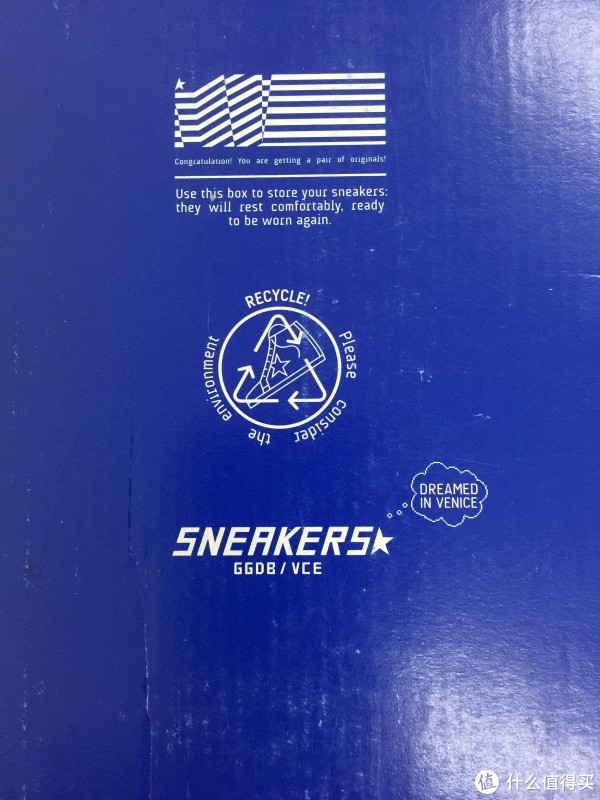 Congratulation! You are getting a pair of originals!
Use this box to store your sneakers:
they will rest comfortably, ready
to be worn again.
RECYCLE!
Please consider the environment
DREAMED
IN VENICE
SNEAKERS
GGDB / VCE
值 什么值得买